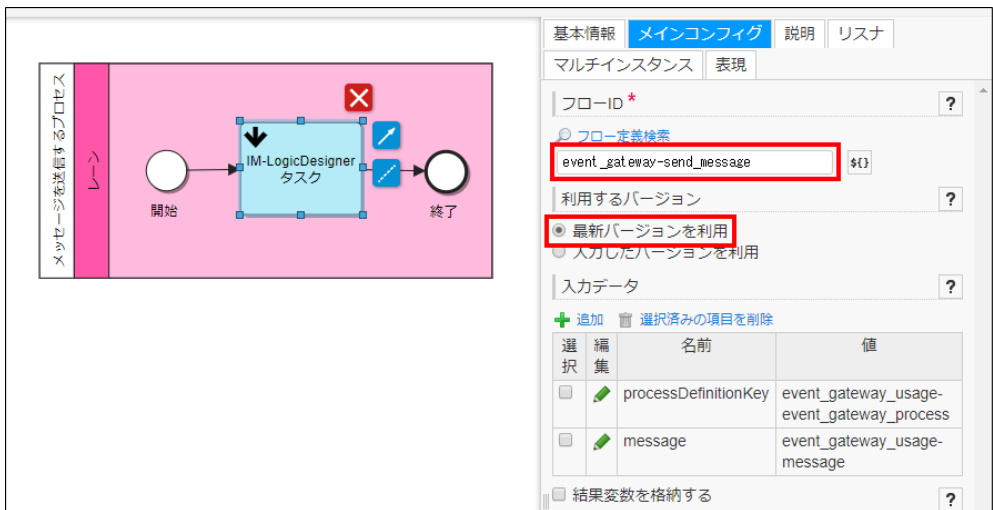 メッセージを送信するプロセス
レーン
開始
IM-LogicDesigner
タスク
終了
基本情報 メインコンフィグ 説明 リスナ
マルチインスタンス 表現
フローID * ?
フロー定義検索
event_gateway-send_message ${}
利用するバージョン ?
最新バージョンを利用
入力したバージョンを利用
入力データ ?
追加 選択済みの項目を削除
選択 編集 名前 値
processDefinitionKey event_gateway_usage-
event_gateway_process
message event_gateway_usage-
message
結果変数を格納する ?